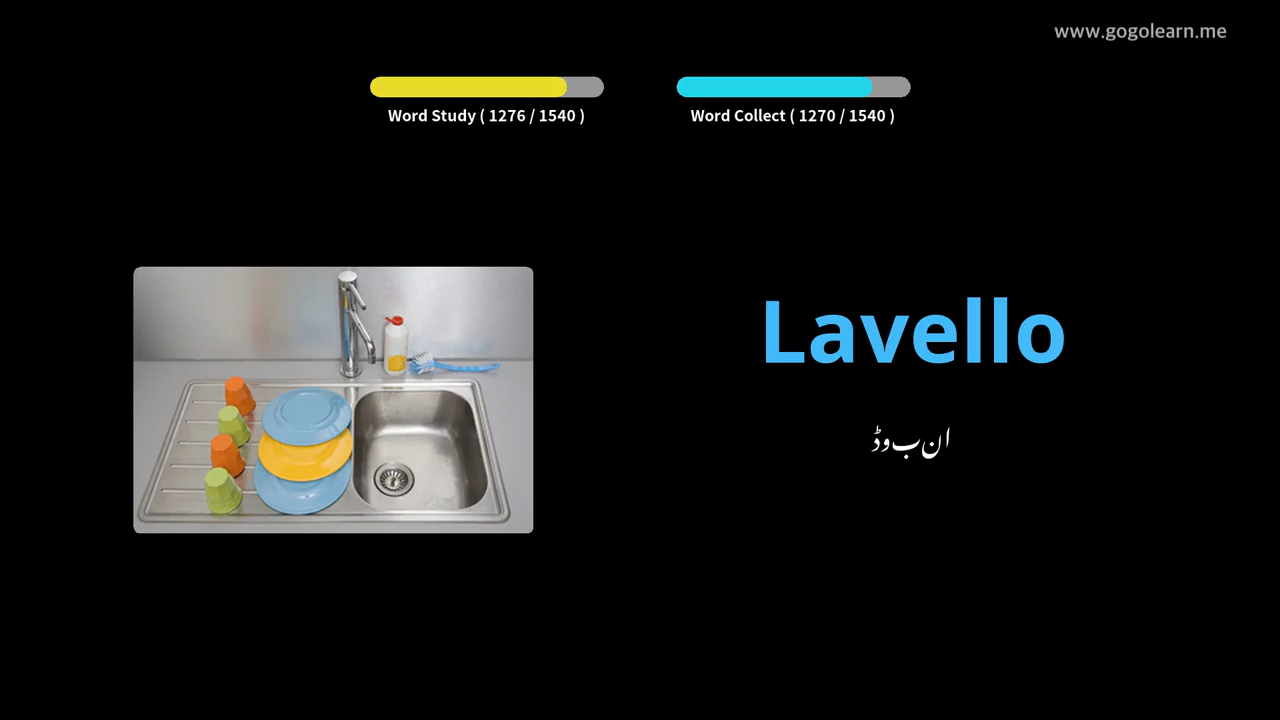 www.gogolearn.me
Word Study ( 1276 / 1540 )
Word Collect ( 1270 / 1540 )
Lavello
ان ب وڈ